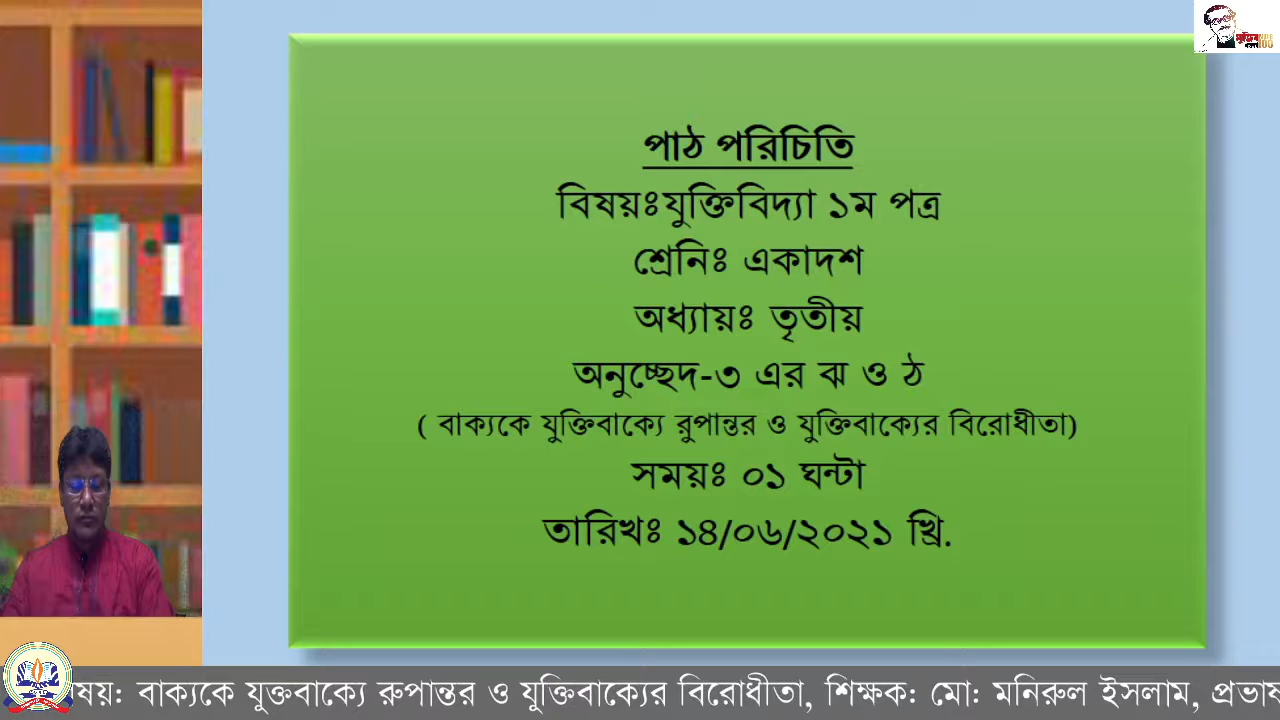 পাঠ পরিচিতি
বিষয়ঃযুক্তিবিদ্যা ১ম পত্র
শ্রেনিঃ একাদশ
অধ্যায়ঃ তৃতীয়
অনুচ্ছেদ-৩ এর ঝ ও ঠ
( বাক্যকে যুক্তিবাক্যে রুপান্তর ও যুক্তিবাক্যের বিরোধীতা)
সময়ঃ ০১ ঘন্টা
তারিখঃ ১৪/০৬/২০২১ খ্রি.
ষয়: বাক্যকে যুক্তবাক্যে রুপান্তর ও যুক্তিবাক্যের বিরোধীতা, শিক্ষক: মো: মনিরুল ইসলাম, প্রভাষ